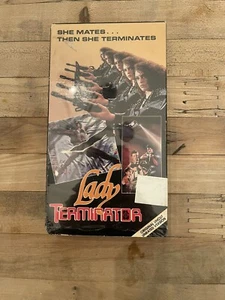 SHE MATES...
THEN SHE TERMINATES
Lady
TERMINATOR